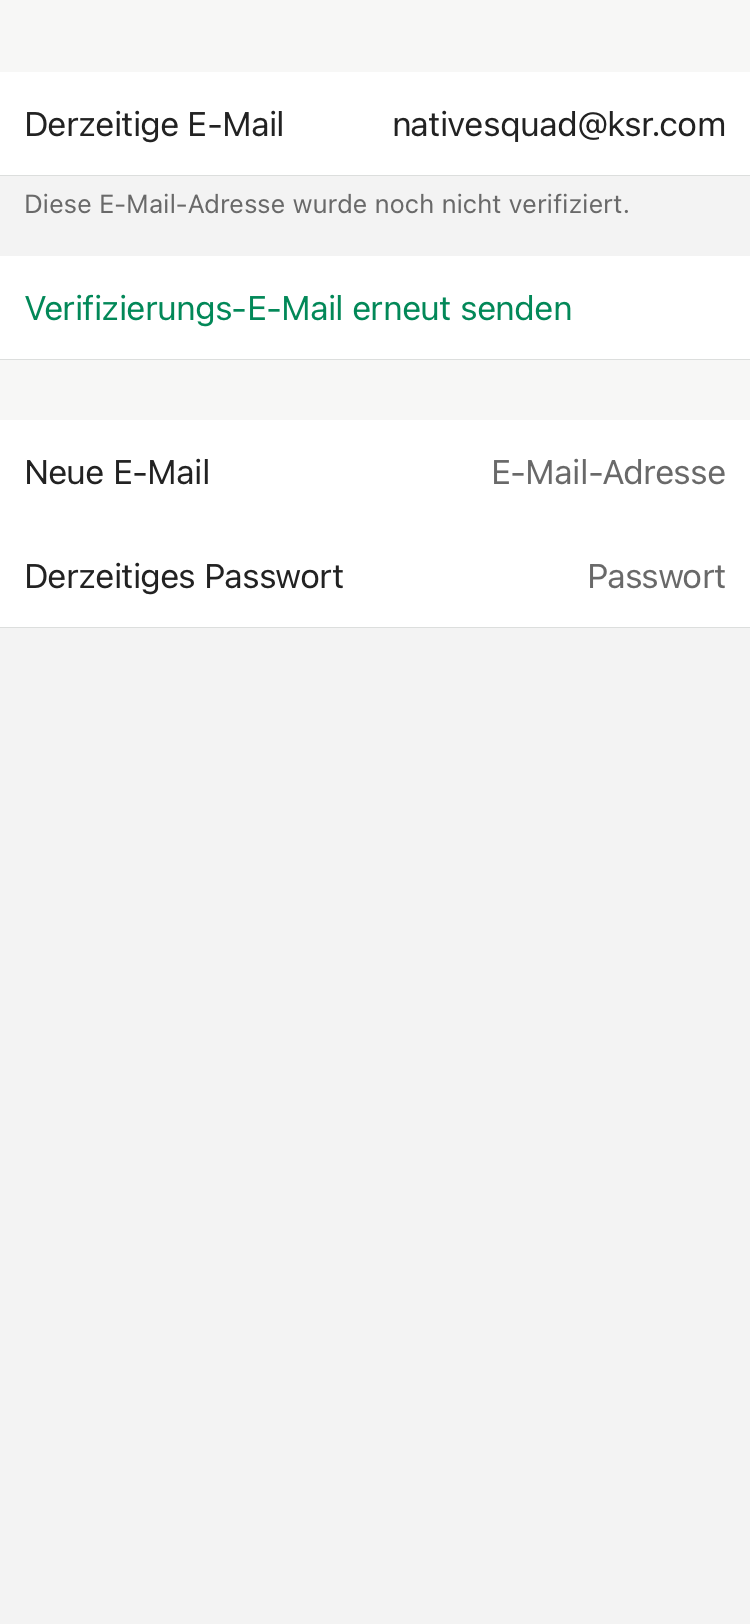 Derzeitige E-Mail nativesquad@ksr.com
Diese E-Mail-Adresse wurde noch nicht verifiziert.
Verifizierungs-E-Mail erneut senden
Neue E-Mail E-Mail-Adresse
Derzeitiges Passwort Passwort